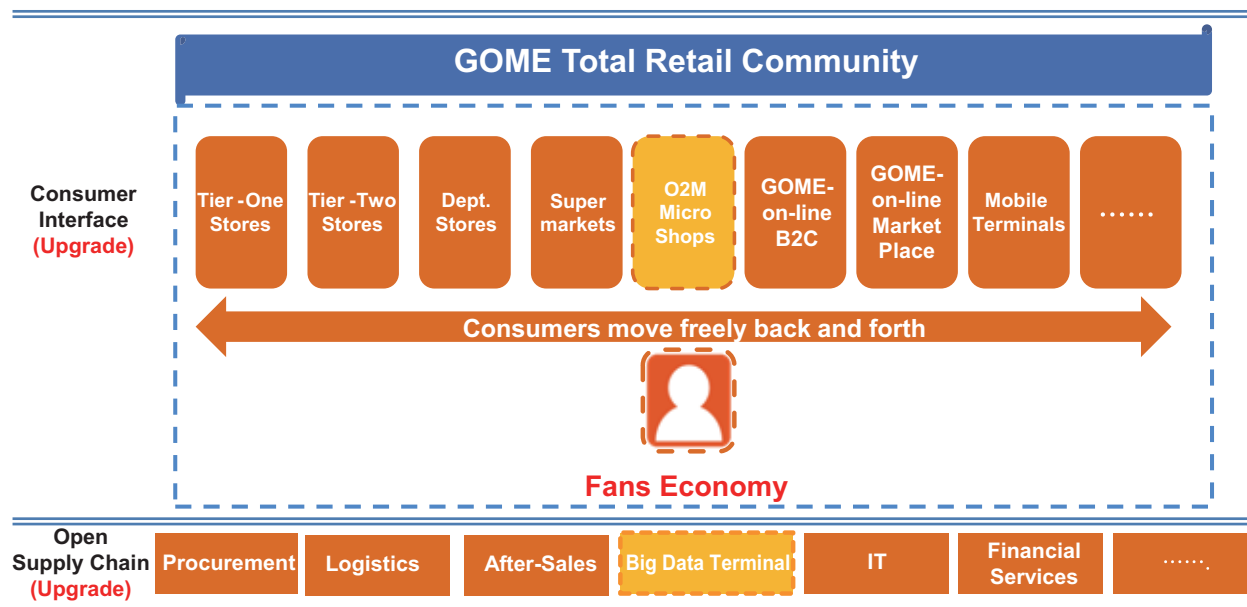 GOME Total Retail Community
Consumer
Interface
(Upgrade)
Tier -One
Stores
Tier -Two
Stores
Dept.
Stores
Super
markets
O2M
Micro
Shops
GOME-
on-line
B2C
GOME-
on-line
Market
Place
Mobile
Terminals
......
Consumers move freely back and forth
Fans Economy
Open
Supply Chain
(Upgrade)
Procurement
Logistics
After-Sales
Big Data Terminal
IT
Financial
Services
.......